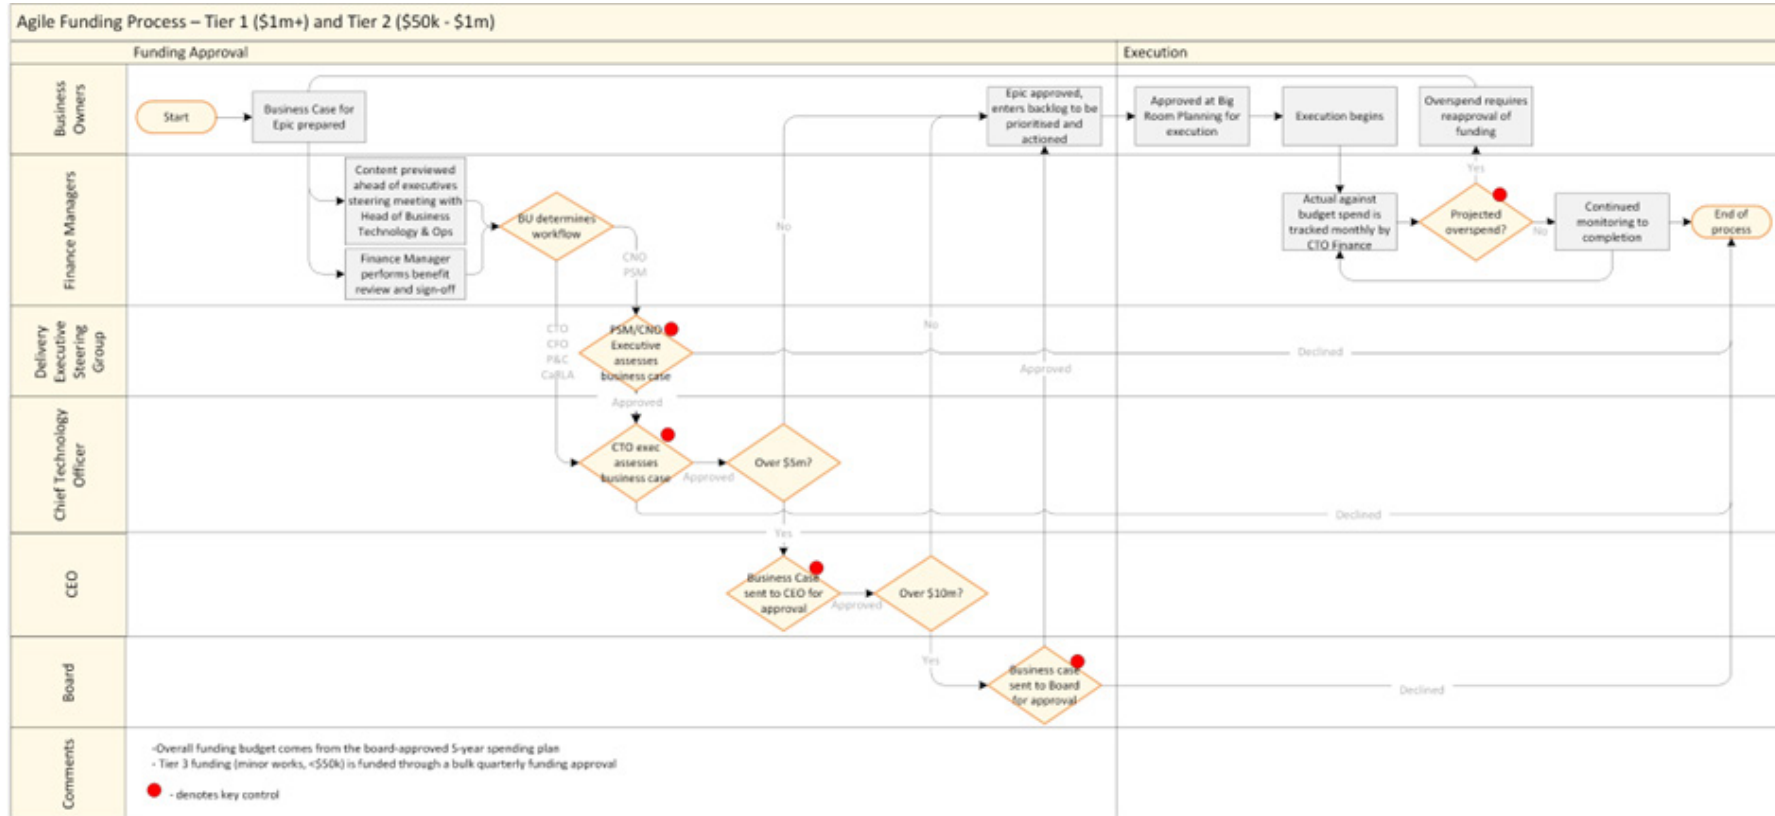 Agile Funding Process – Tier 1 ($1m+) and Tier 2 ($50k - $1m)
Funding Approval
Execution
Business
Owners
Start
Business Case for
Epic prepared
Epic approved,
enters backlog to be
prioritised and
actioned
Approved at Big
Room Planning for
execution
Execution begins
Overspend requires
reapproval of
funding
Finance Managers
Content previewed
ahead of executives
steering meeting with
Head of Business
Technology & Ops
Finance Manager
performs benefit
review and sign-off
BU determines
workflow
CNO
PSM
No
Actual against
budget spend is
tracked monthly by
CTO Finance
Yes
Projected
overspend?
No
Continued
monitoring to
completion
End of
process
Delivery
Executive
Steering
Group
CTO
CFO
P&C
CaRLA
PSM/CNO
Executive
assesses
business case
Approved
No
Approved
Declined
Chief Technology
Officer
CTO exec
assesses
business case
Approved
Over $5m?
Yes
Declined
CEO
Business Case
sent to CEO for
approval
Approved
Over $10m?
Yes
Board
Business case
sent to Board
for approval
Declined
Comments
-Overall funding budget comes from the board-approved 5-year spending plan
- Tier 3 funding (minor works, <$50k) is funded through a bulk quarterly funding approval
- denotes key control